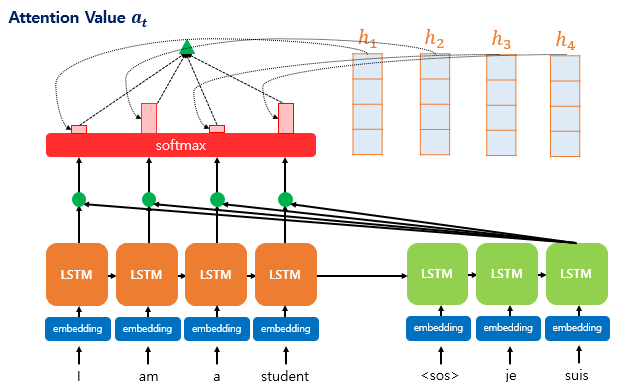 Attention Value a_t
h_1 h_2 h_3 h_4
softmax
LSTM LSTM LSTM LSTM LSTM LSTM LSTM
embedding embedding embedding embedding embedding embedding embedding
I am a student <sos> je suis